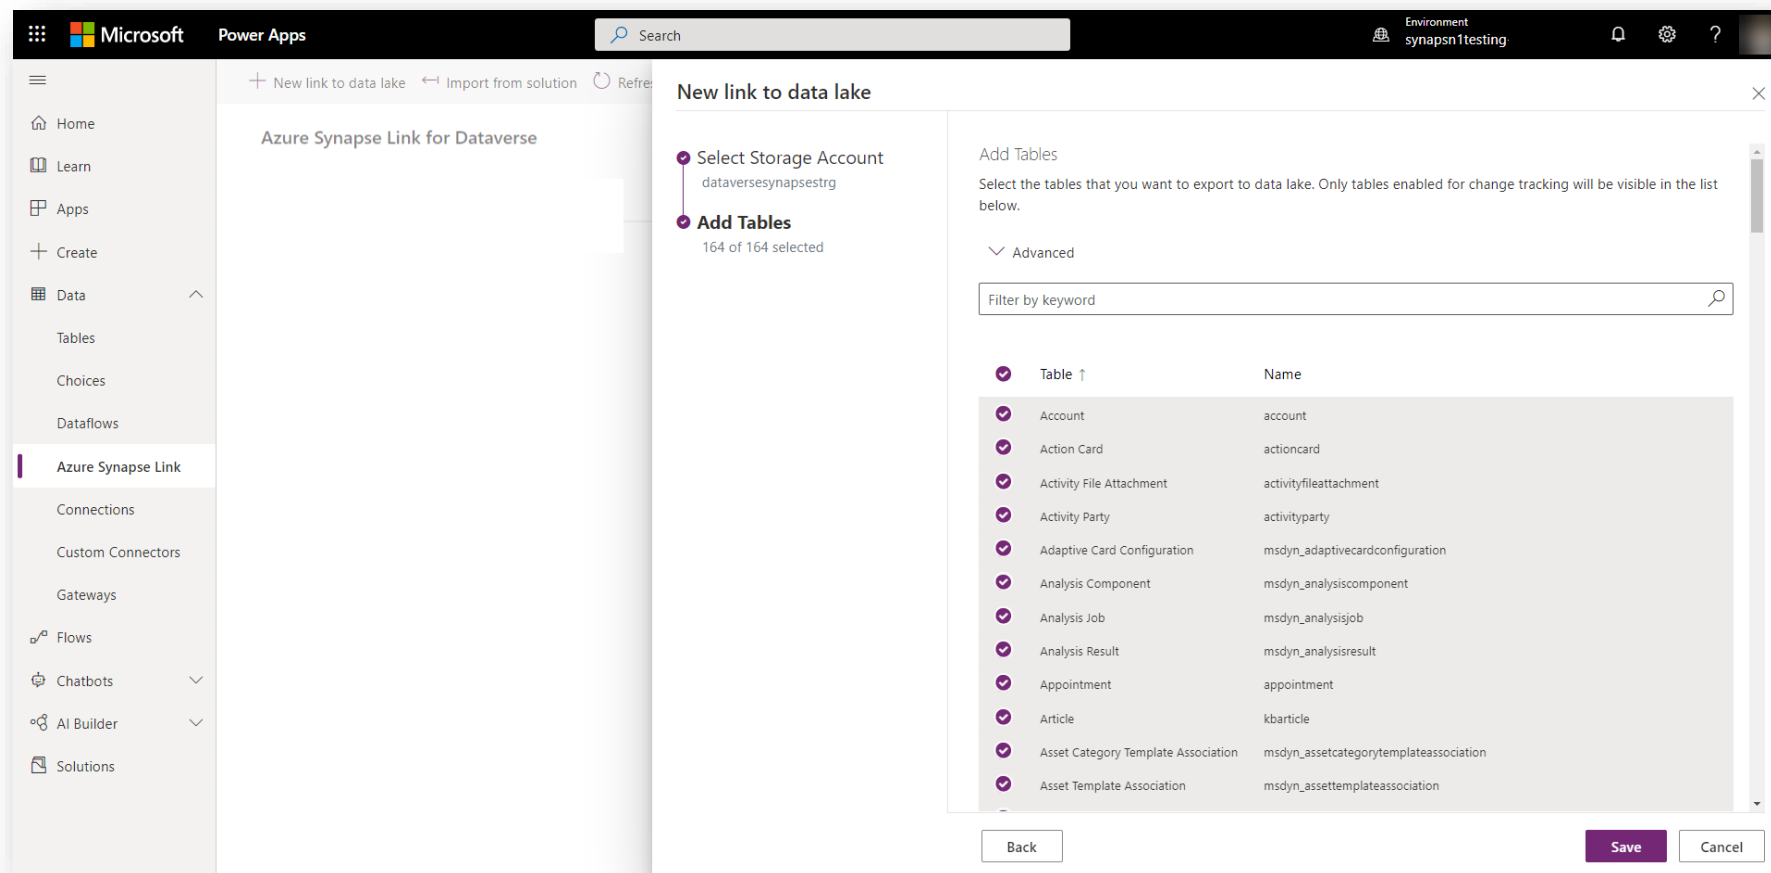 Microsoft Power Apps
Search
Environment
synapsn1testing
New link to data lake
Import from solution
Azure Synapse Link for Dataverse
Home
Learn
Apps
Create
Data
Tables
Choices
Dataflows
Azure Synapse Link
Connections
Custom Connectors
Gateways
Flows
Chatbots
AI Builder
Solutions
New link to data lake
Select Storage Account
dataversesynapsestrg
Add Tables
164 of 164 selected
Add Tables
Select the tables that you want to export to data lake. Only tables enabled for change tracking will be visible in the list
below.
Advanced
Filter by keyword
Table ↑ Name
Account account
Action Card actioncard
Activity File Attachment activityfileattachment
Activity Party activityparty
Adaptive Card Configuration msdyn_adaptivecardconfiguration
Analysis Component msdyn_analysiscomponent
Analysis Job msdyn_analysisjob
Analysis Result msdyn_analysisresult
Appointment appointment
Article kbarticle
Asset Category Template Association msdyn_assetcategorytemplateassociation
Asset Template Association msdyn_assettemplateassociation
Back
Save
Cancel